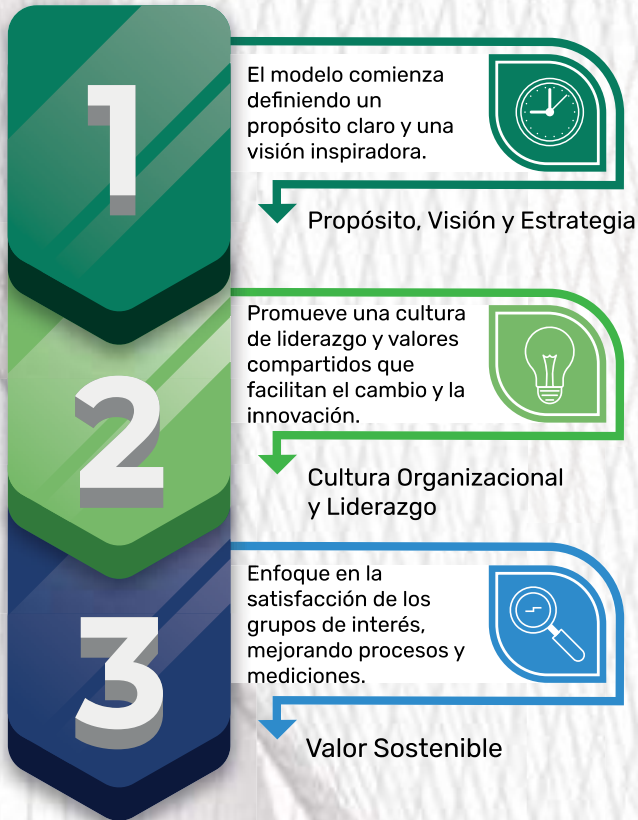 1
El modelo comienza
definiendo un
propósito claro y una
visión inspiradora.
Propósito, Visión y Estrategia
2
Promueve una cultura
de liderazgo y valores
compartidos que
facilitan el cambio y la
innovación.
Cultura Organizacional
y Liderazgo
3
Enfoque en la
satisfacción de los
grupos de interés,
mejorando procesos y
mediciones.
Valor Sostenible